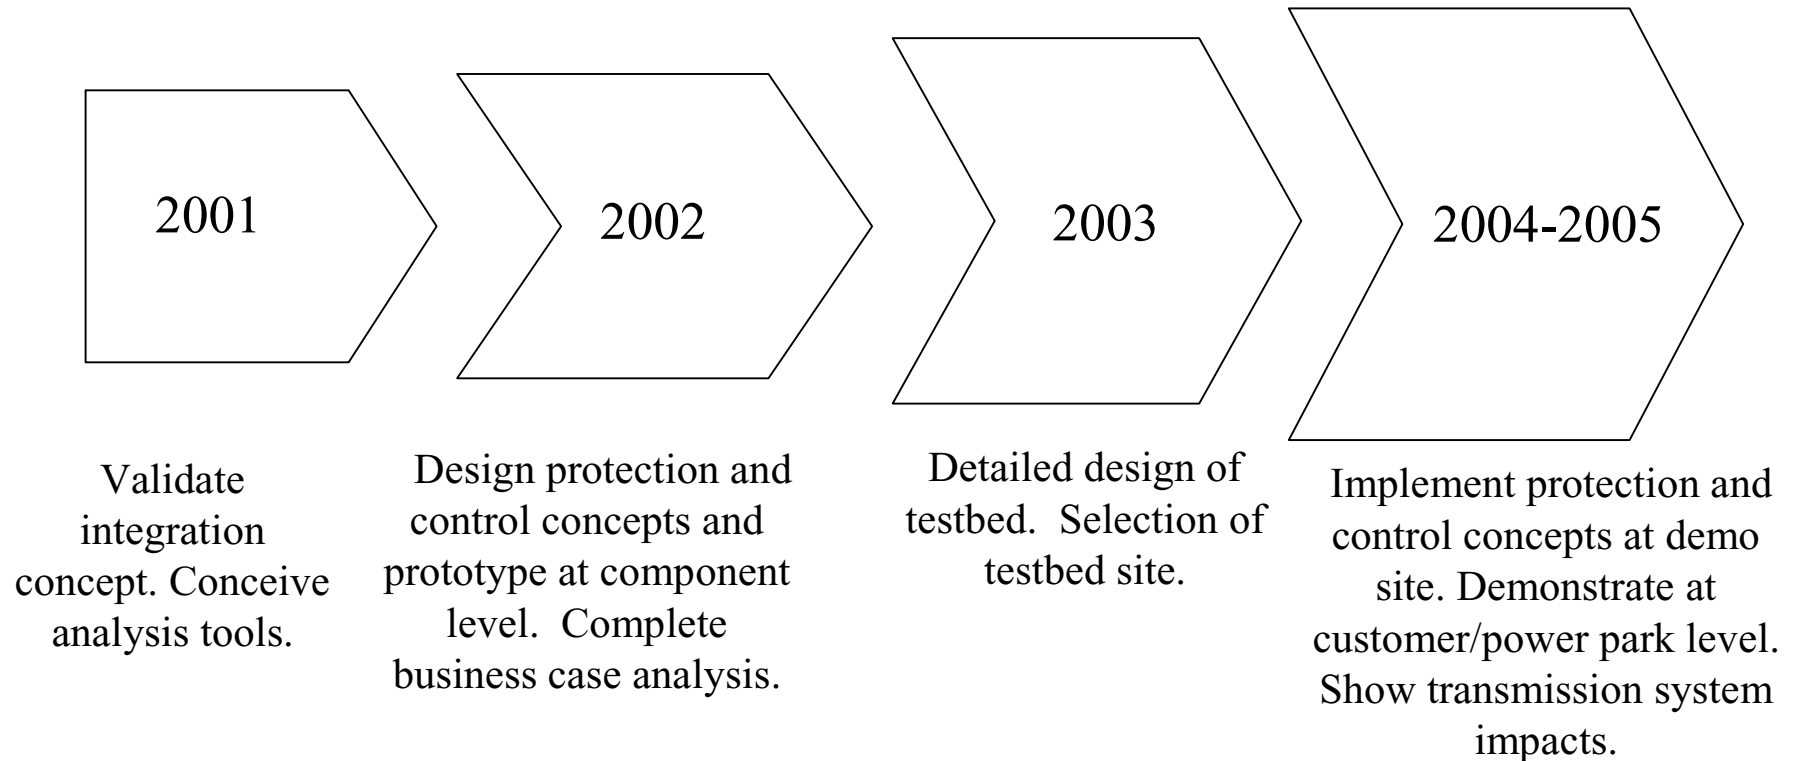 2001
2002
2003
2004-2005
Validate
integration
concept. Conceive
analysis tools.
Design protection and
control concepts and
prototype at component
level.  Complete
business case analysis.
Detailed design of
testbed.  Selection of
testbed site.
Implement protection and
control concepts at demo
site. Demonstrate at
customer/power park level.
Show transmission system
impacts.